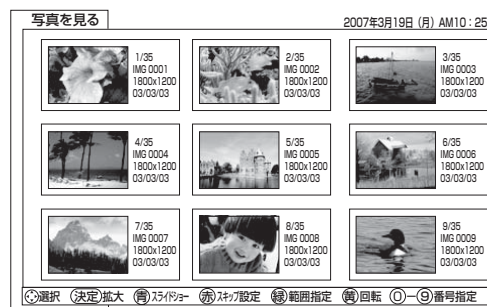 写真を見る
2007年3月19日（月）AM10：25
1/35
IMG 0001
1800x1200
03/03/03
2/35
IMG 0002
1800x1200
03/03/03
3/35
IMG 0003
1800x1200
03/03/03
4/35
IMG 0004
1800x1200
03/03/03
5/35
IMG 0005
1800x1200
03/03/03
6/35
IMG 0006
1800x1200
03/03/03
7/35
IMG 0007
1800x1200
03/03/03
8/35
IMG 0008
1800x1200
03/03/03
9/35
IMG 0009
1800x1200
03/03/03
選択 決定拡大 青スライドショー 赤スキップ設定 緑範囲指定 黄回転 ⓪ー⑨番号指定